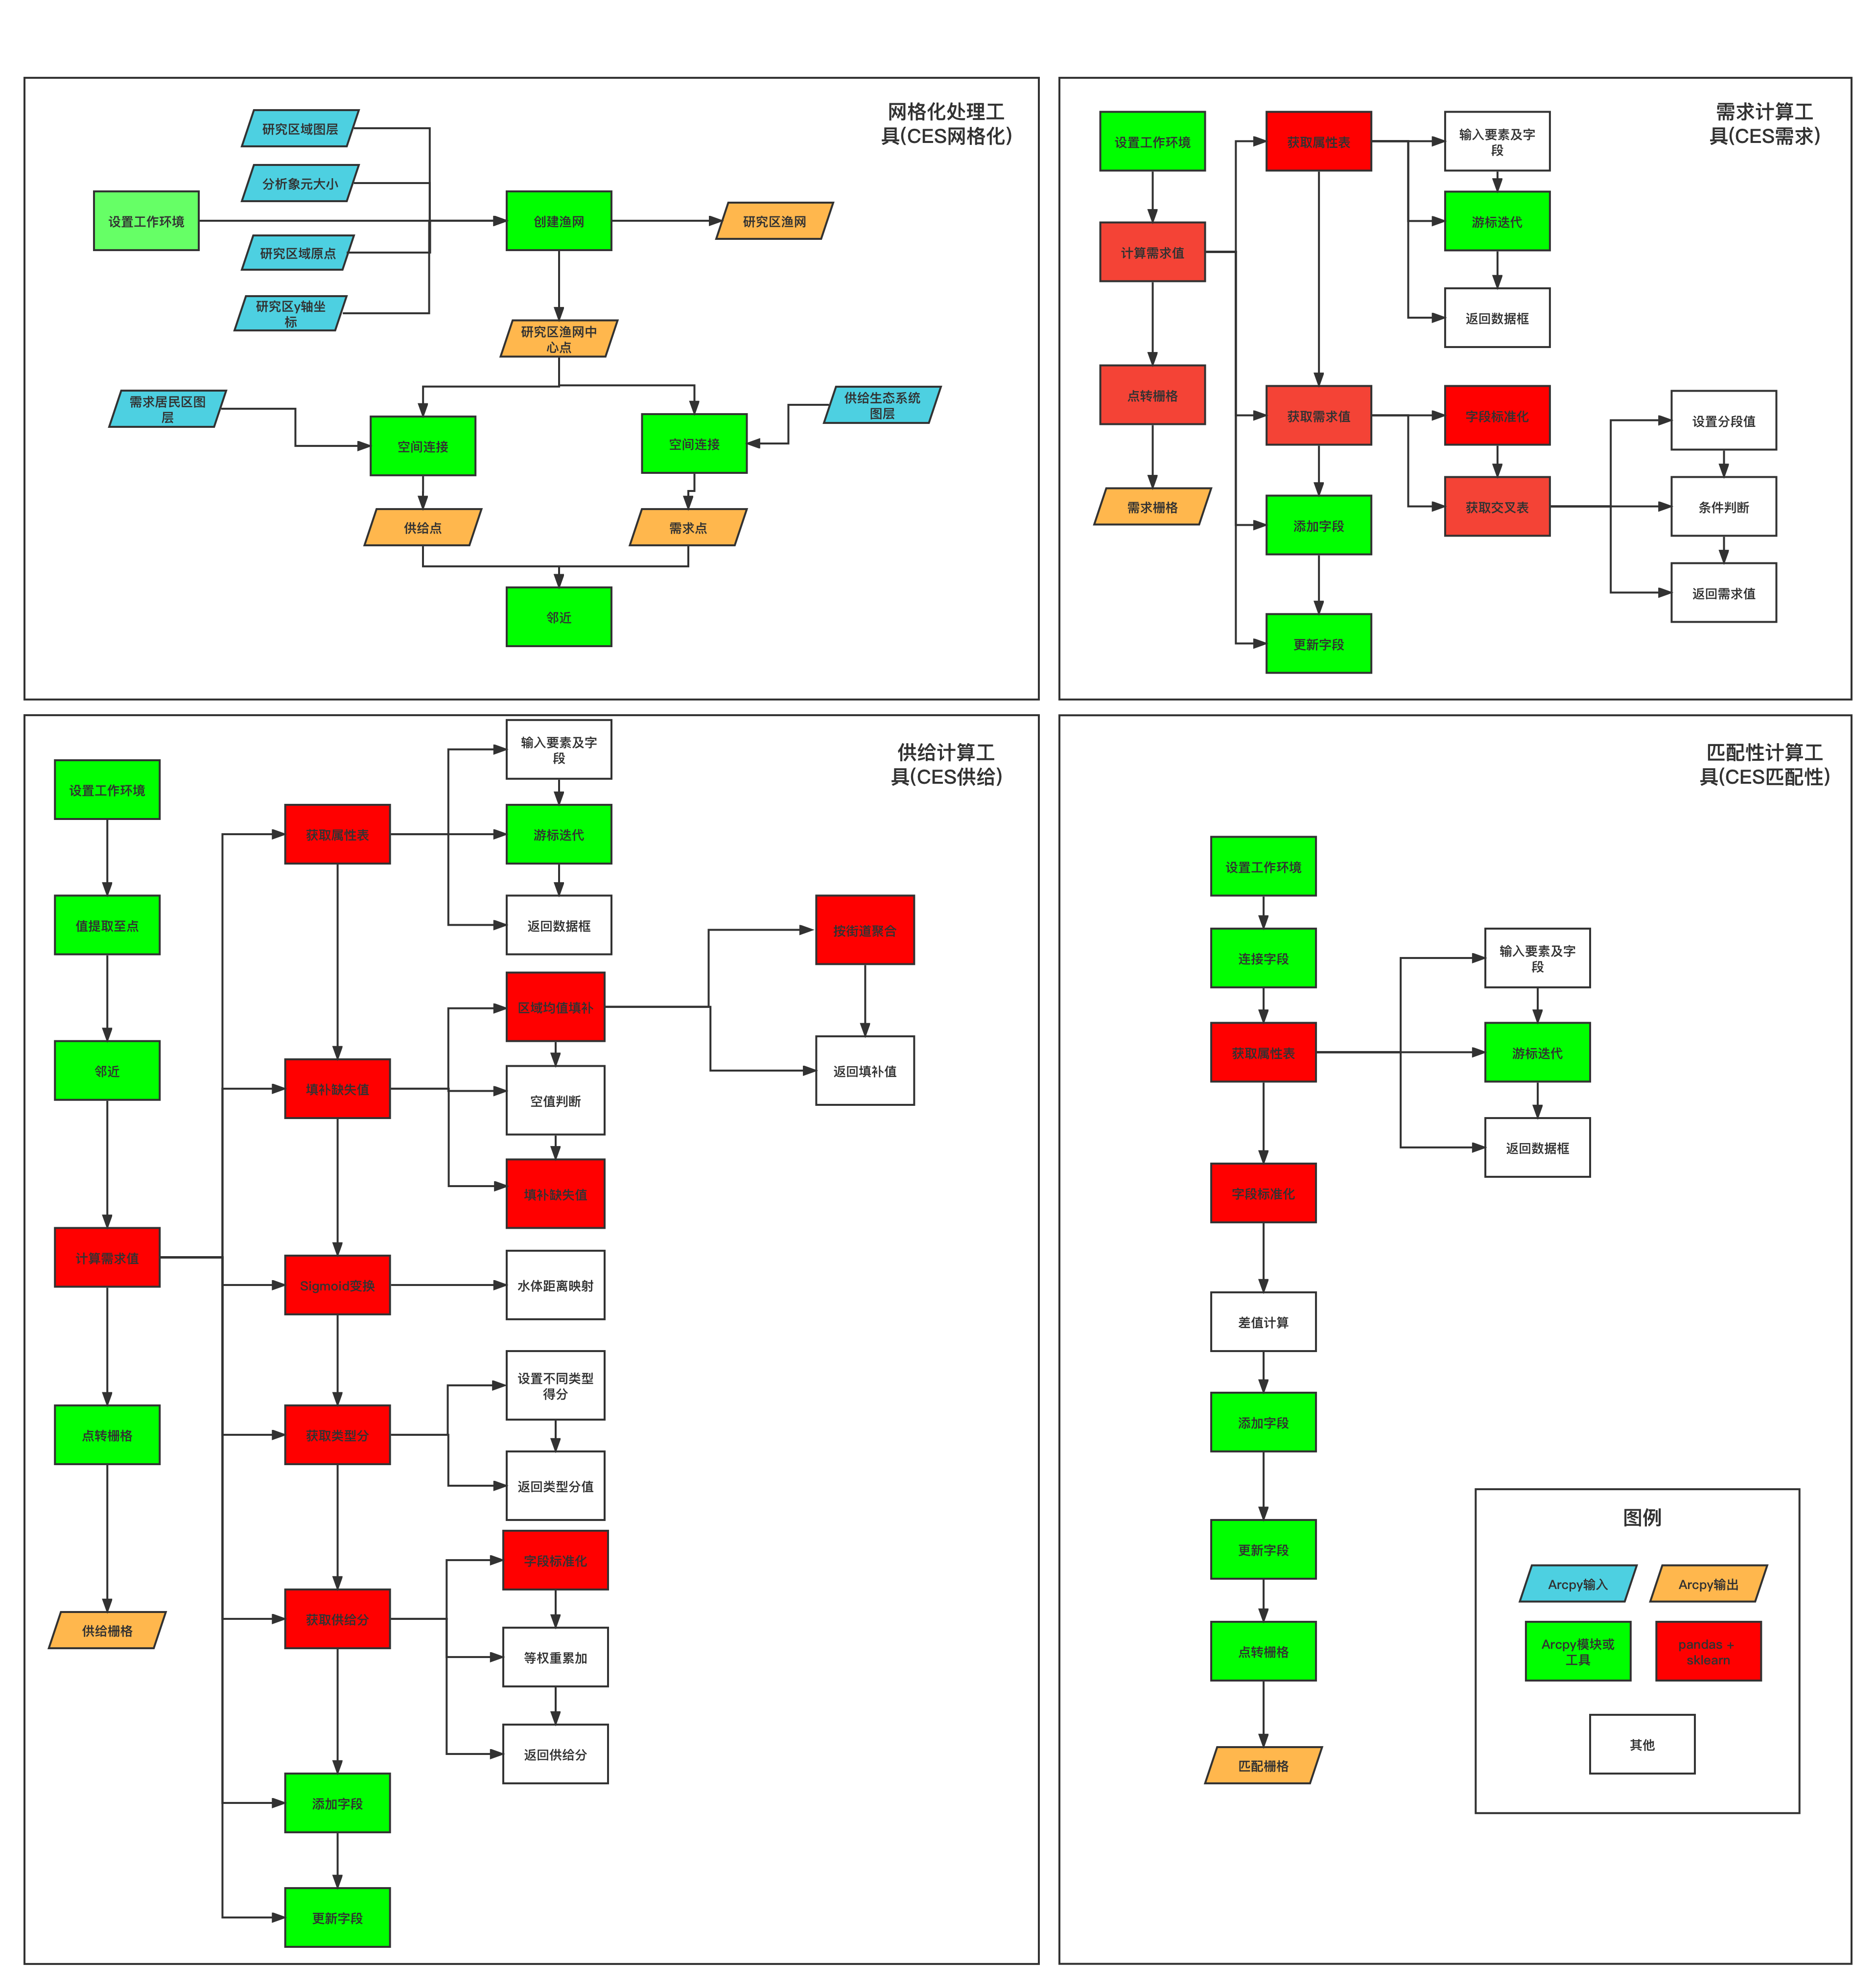 网格化处理工
具(CES网格化)
研究区域图层
分析象元大小
设置工作环境
创建渔网
研究区渔网
研究区域原点
研究区y轴坐
标
研究区渔网中
心点
需求居民区图
层
供给生态系统
图层
空间连接
空间连接
供给点
需求点
邻近
需求计算工
具(CES需求)
设置工作环境
获取属性表
输入要素及字
段
计算需求值
游标迭代
返回数据框
点转栅格
获取需求值
字段标准化
设置分段值
需求栅格
获取交叉表
条件判断
添加字段
返回需求值
更新字段
供给计算工
具(CES供给)
输入要素及字
段
设置工作环境
获取属性表
游标迭代
值提取至点
返回数据框
按街道聚合
区域均值填补
邻近
填补缺失值
空值判断
返回填补值
填补缺失值
计算需求值
Sigmoid变换
水体距离映射
设置不同类型
得分
点转栅格
获取类型分
返回类型分值
字段标准化
供给栅格
获取供给分
等权重累加
返回供给分
添加字段
更新字段
匹配性计算工
具(CES匹配性)
设置工作环境
连接字段
输入要素及字
段
获取属性表
游标迭代
返回数据框
字段标准化
差值计算
添加字段
更新字段
点转栅格
匹配栅格
图例
Arcpy输入
Arcpy输出
Arcpy模块或
工具
pandas +
sklearn
其他